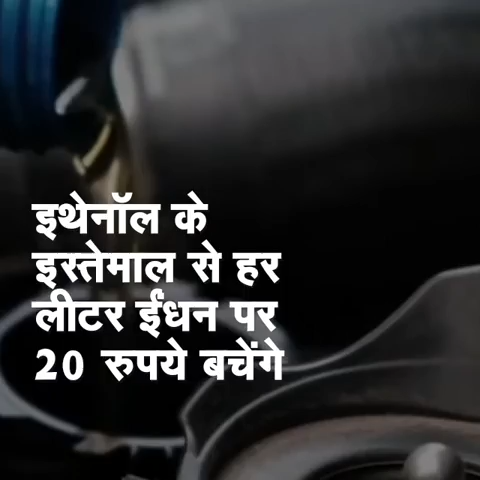 इथेनॉल के
इस्तेमाल से हर
लीटर ईंधन पर
20 रुपये बचेंगे